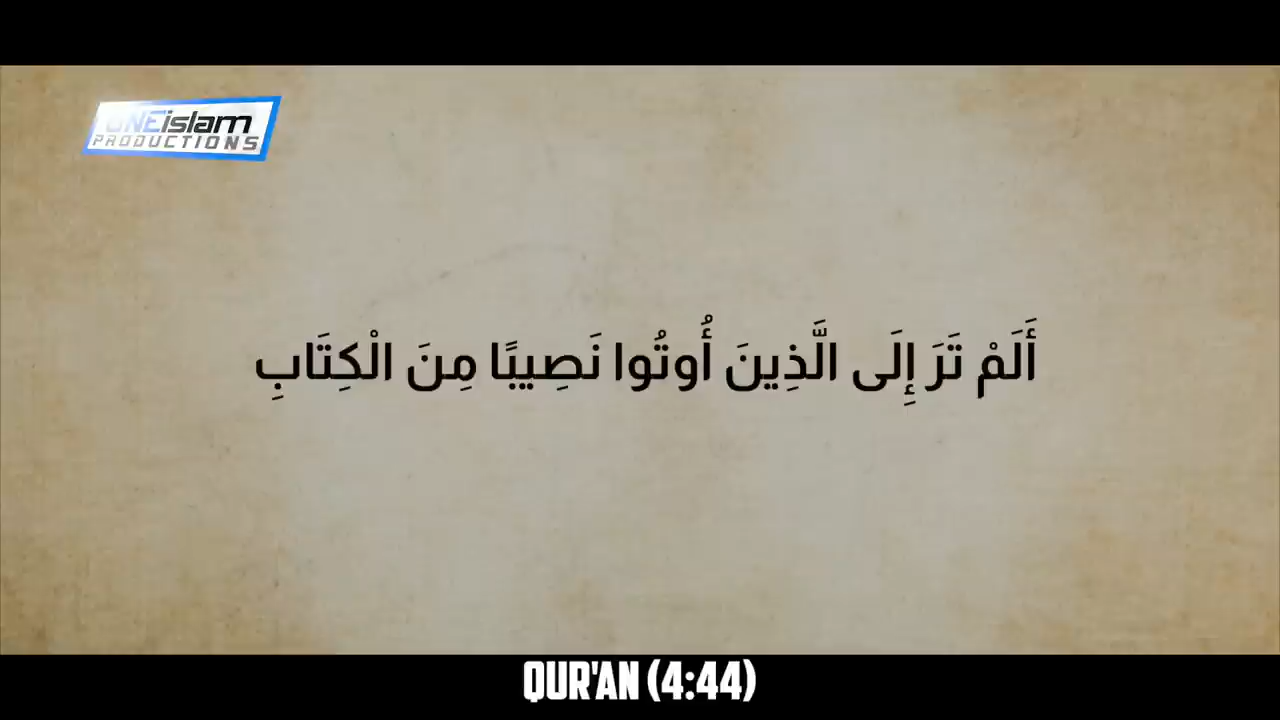 ONEislam
PRODUCTIONS
أَلَمْ تَرَ إِلَى الَّذِينَ أُوتُوا نَصِيبًا مِنَ الْكِتَابِ
QUR'AN (4:44)